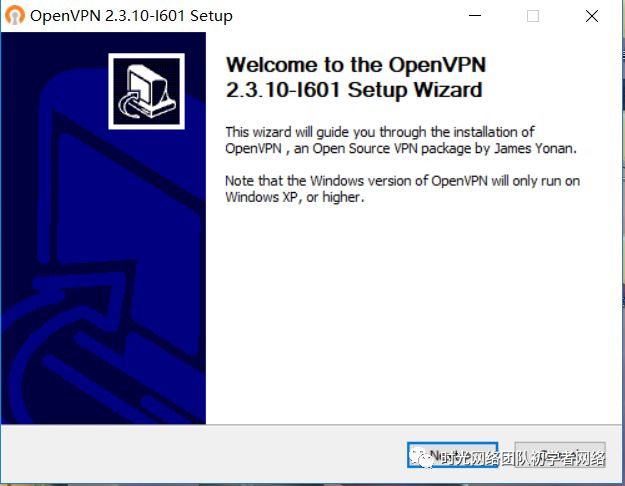 OpenVPN 2.3.10-I601 Setup
Welcome to the OpenVPN
2.3.10-I601 Setup Wizard
This wizard will guide you through the installation of
OpenVPN , an Open Source VPN package by James Yonan.
Note that the Windows version of OpenVPN will only run on
Windows XP, or higher.
时光网络团队初学者网络